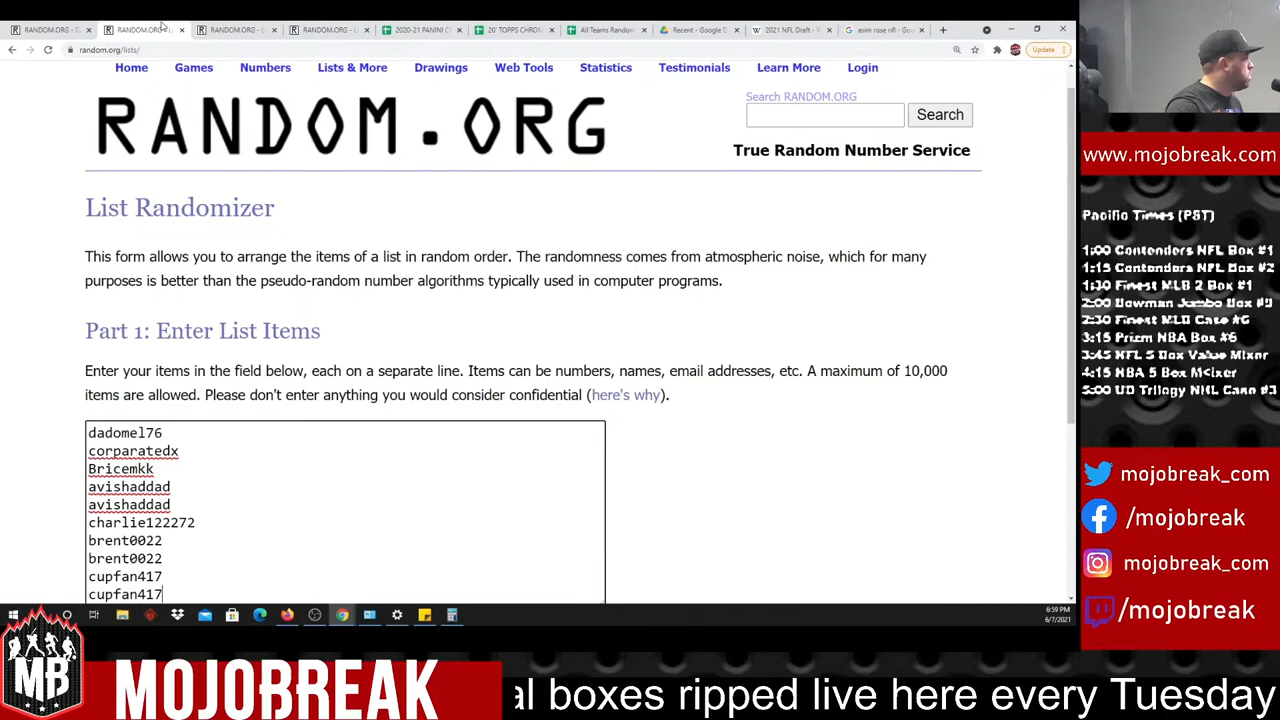 RANDOM.ORG - D
RANDOM.ORG - L
RANDOM.ORG - L
RANDOM.ORG - L
2020-21 PANINI C
20' TOPPS CHROM
All Teams Random
Recent - Google D
2021 NFL Draft - V
asim rose nfl - Goo
random.org/lists/
Update
Home Games Numbers Lists & More Drawings Web Tools Statistics Testimonials Learn More Login
RANDOM.ORG
Search RANDOM.ORG
Search
True Random Number Service
List Randomizer
This form allows you to arrange the items of a list in random order. The randomness comes from atmospheric noise, which for many
purposes is better than the pseudo-random number algorithms typically used in computer programs.
Part 1: Enter List Items
Enter your items in the field below, each on a separate line. Items can be numbers, names, email addresses, etc. A maximum of 10,000
items are allowed. Please don't enter anything you would consider confidential (here's why).
dadomel76
corparatedx
Bricemkk
avishaddad
avishaddad
charlie122272
brent0022
brent0022
cupfan417
cupfan417
6:59 PM
6/7/2021
www.mojobreak.com
Pacific Times (PST)
1:00 Contenders NFL Box #1
1:15 Contenders NFL Box #2
1:30 Finest MLB 2 Box #1
2:00 Bowman Jumbo Box #3
2:30 Finest MLB Case #6
3:15 Prizm NBA Box #6
3:45 NFL 5 Box Value Mixer
4:15 NBA 5 Box Mixer
5:00 UD Trilogy NHL Case #3
mojobreak_com
/mojobreak
mojobreak_com
/mojobreak
MB
MOJOBREAK
al boxes ripped live here every Tuesday